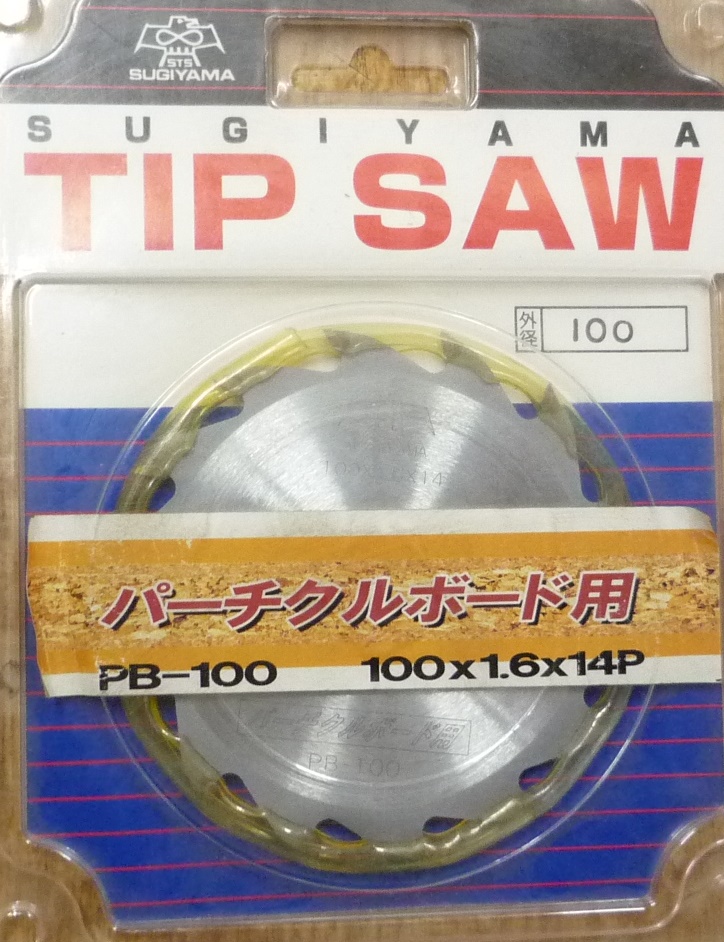 STS
SUGIYAMA
SUGIYAMA
TIP SAW
外径 100
パーチクルボード用
PB-100 100x1.6x14P
PB-100